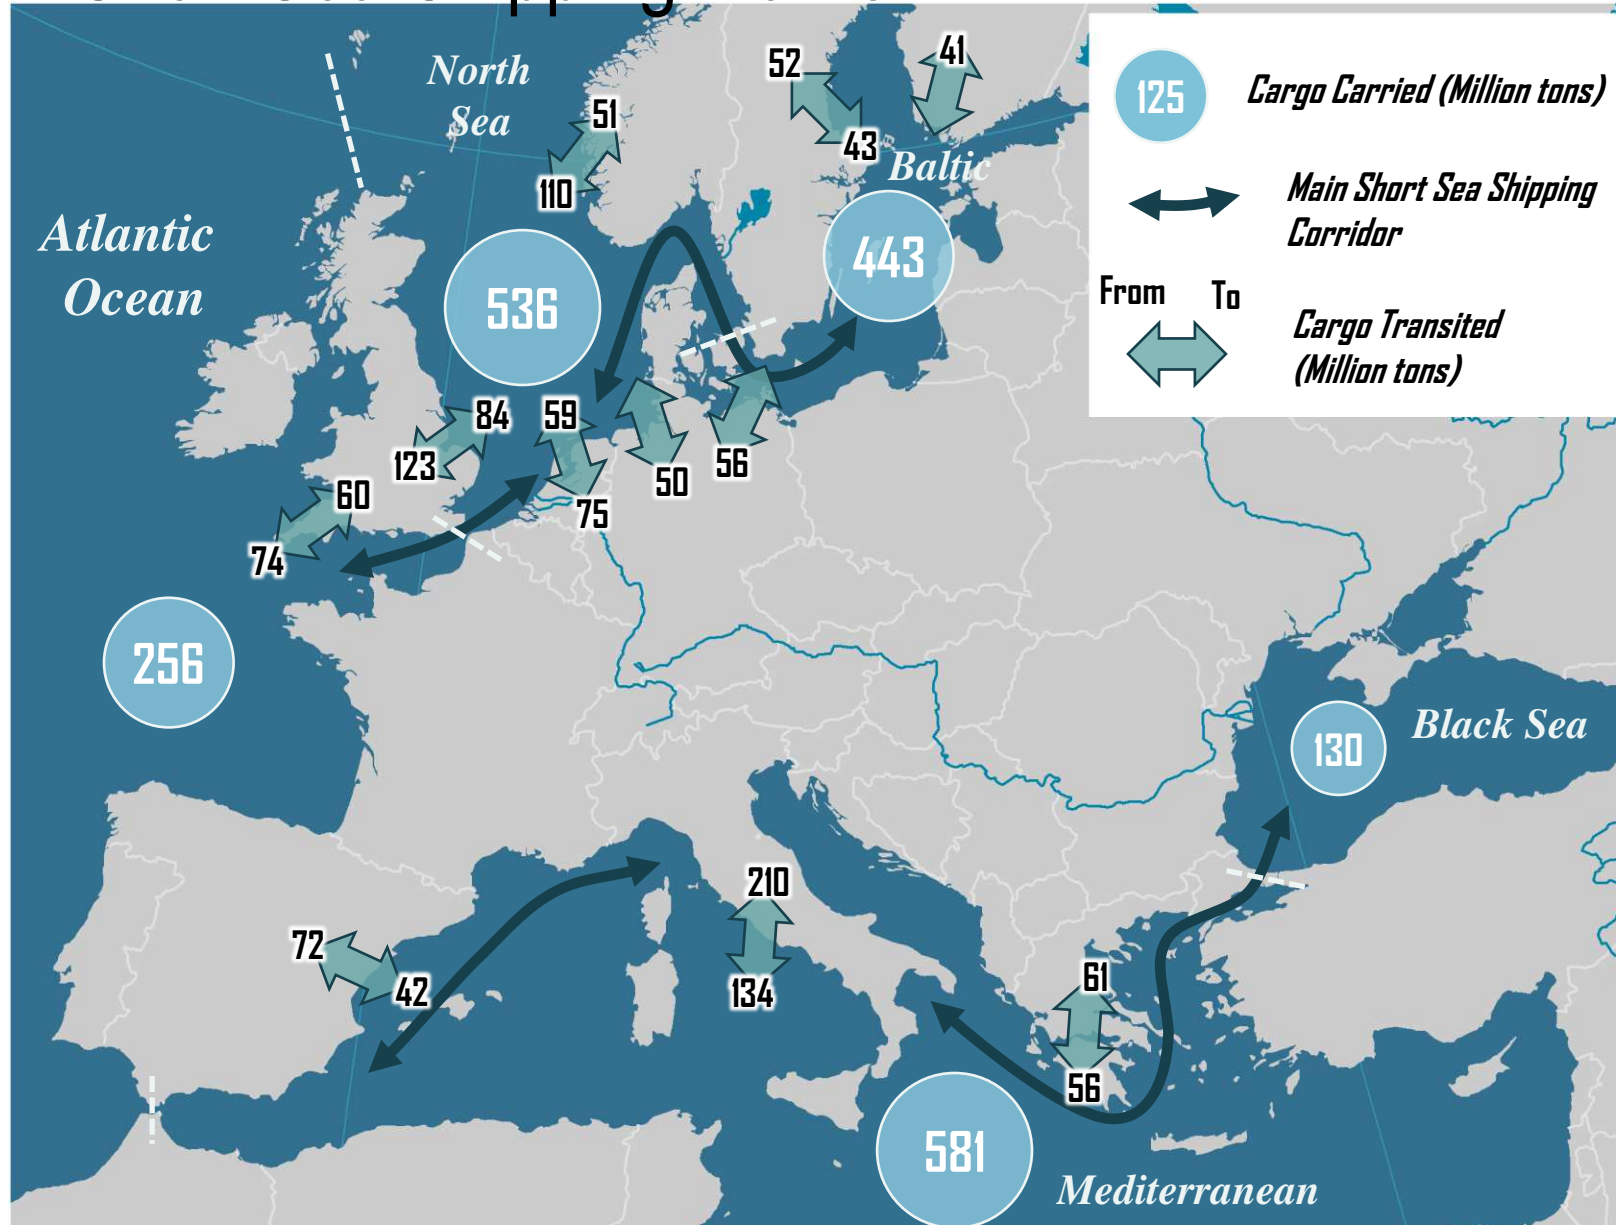 North
Sea
Atlantic
Ocean
Baltic
52
43
41
51
110
443
536
84
123
59
75
50
56
60
74
256
130
Black Sea
210
134
72
42
61
56
581
Mediterranean
125
Cargo Carried (Million tons)
Main Short Sea Shipping
Corridor
From To
Cargo Transited
(Million tons)